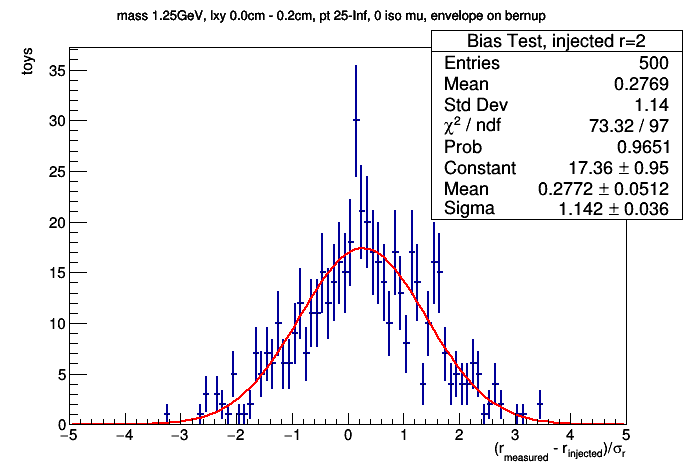 mass 1.25GeV, lxy 0.0cm - 0.2cm, pt 25-Inf, 0 iso mu, envelope on bernup
Bias Test, injected r=2
Entries 500
Mean 0.2769
Std Dev 1.14
χ² / ndf 73.32 / 97
Prob 0.9651
Constant 17.36 ± 0.95
Mean 0.2772 ± 0.0512
Sigma 1.142 ± 0.036
toys
35
30
25
20
15
10
5
0
−5 −4 −3 −2 −1 0 1 2 3 4 5
(r_measured - r_injected)/σ_r